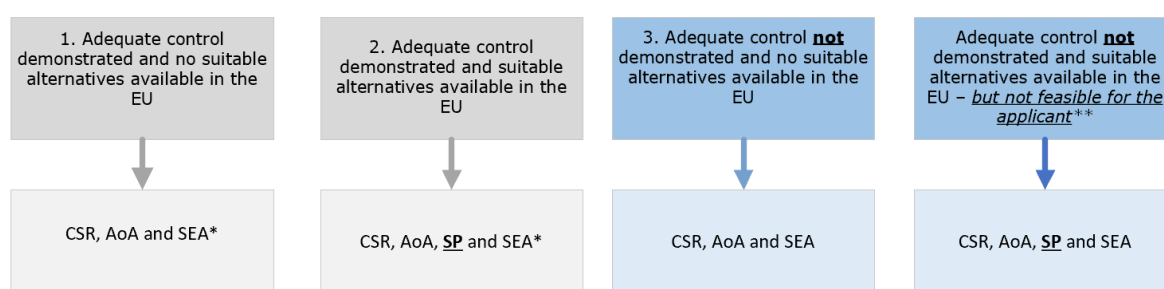 1. Adequate control
demonstrated and no suitable
alternatives available in the
EU
2. Adequate control
demonstrated and suitable
alternatives available in the
EU
3. Adequate control not
demonstrated and no suitable
alternatives available in the
EU
Adequate control not
demonstrated and suitable
alternatives available in the
EU – but not feasible for the
applicant**
CSR, AoA and SEA*
CSR, AoA, SP and SEA*
CSR, AoA and SEA
CSR, AoA, SP and SEA